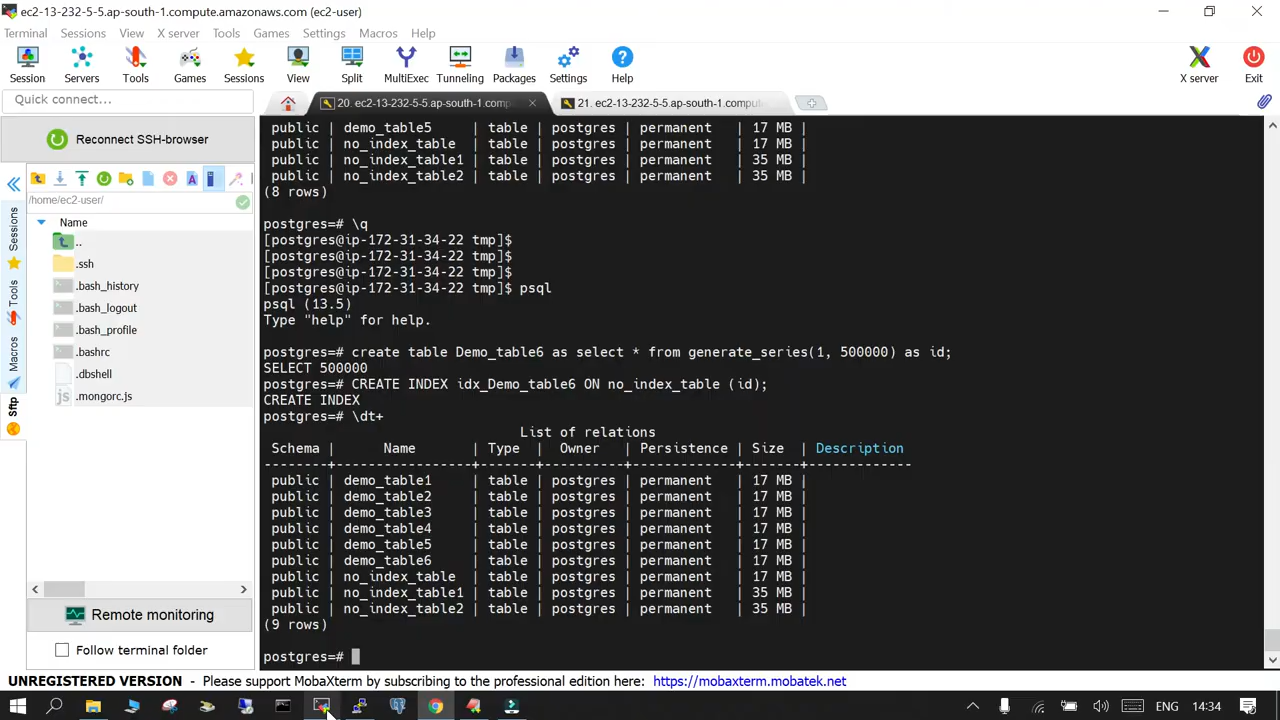 ec2-13-232-5-5.ap-south-1.compute.amazonaws.com (ec2-user)
Terminal Sessions View X server Tools Games Settings Macros Help
Session Servers Tools Games Sessions View Split MultiExec Tunneling Packages Settings Help X server Exit
Quick connect... 20. ec2-13-232-5-5.ap-south-1.comp 21. ec2-13-232-5-5.ap-south-1.comput
Reconnect SSH-browser
/home/ec2-user/
Name
..
.ssh
.bash_history
.bash_logout
.bash_profile
.bashrc
.dbshell
.mongorc.js
Sessions
Tools
Macros
Sftp
Remote monitoring
Follow terminal folder
public | demo_table5 | table | postgres | permanent | 17 MB |
public | no_index_table | table | postgres | permanent | 17 MB |
public | no_index_table1 | table | postgres | permanent | 35 MB |
public | no_index_table2 | table | postgres | permanent | 35 MB |
(8 rows)
postgres=# \q
[postgres@ip-172-31-34-22 tmp]$
[postgres@ip-172-31-34-22 tmp]$
[postgres@ip-172-31-34-22 tmp]$
[postgres@ip-172-31-34-22 tmp]$ psql
psql (13.5)
Type "help" for help.
postgres=# create table Demo_table6 as select * from generate_series(1, 500000) as id;
SELECT 500000
postgres=# CREATE INDEX idx_Demo_table6 ON no_index_table (id);
CREATE INDEX
postgres=# \dt+
List of relations
Schema | Name | Type | Owner | Persistence | Size | Description
--------+-----------------+-------+----------+-------------+-------+-------------
public | demo_table1 | table | postgres | permanent | 17 MB |
public | demo_table2 | table | postgres | permanent | 17 MB |
public | demo_table3 | table | postgres | permanent | 17 MB |
public | demo_table4 | table | postgres | permanent | 17 MB |
public | demo_table5 | table | postgres | permanent | 17 MB |
public | demo_table6 | table | postgres | permanent | 17 MB |
public | no_index_table | table | postgres | permanent | 17 MB |
public | no_index_table1 | table | postgres | permanent | 35 MB |
public | no_index_table2 | table | postgres | permanent | 35 MB |
(9 rows)
postgres=#
UNREGISTERED VERSION - Please support MobaXterm by subscribing to the professional edition here: https://mobaxterm.mobatek.net
ENG 14:34